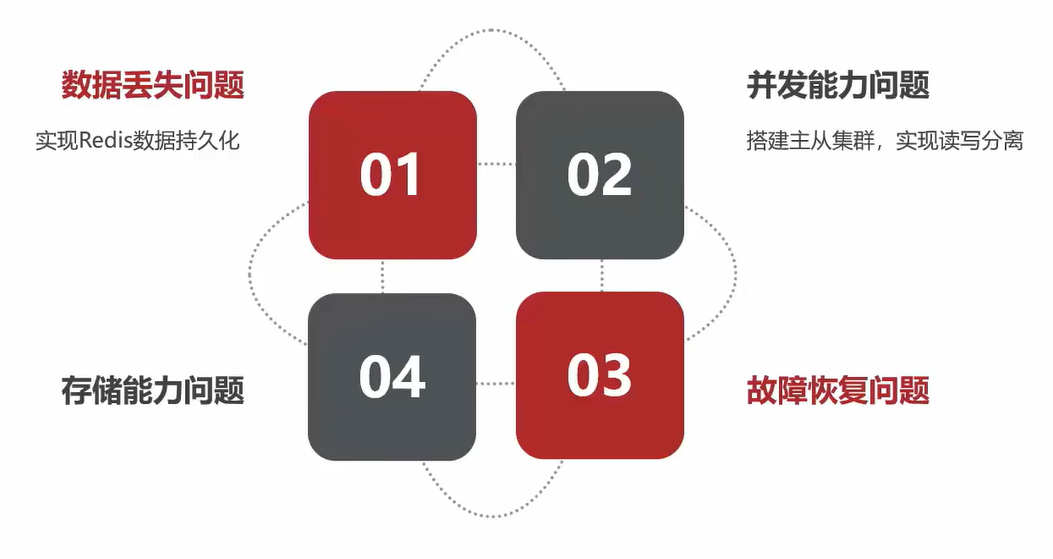 数据丢失问题
实现Redis数据持久化
01
02
并发能力问题
搭建主从集群，实现读写分离
存储能力问题
04
03
故障恢复问题